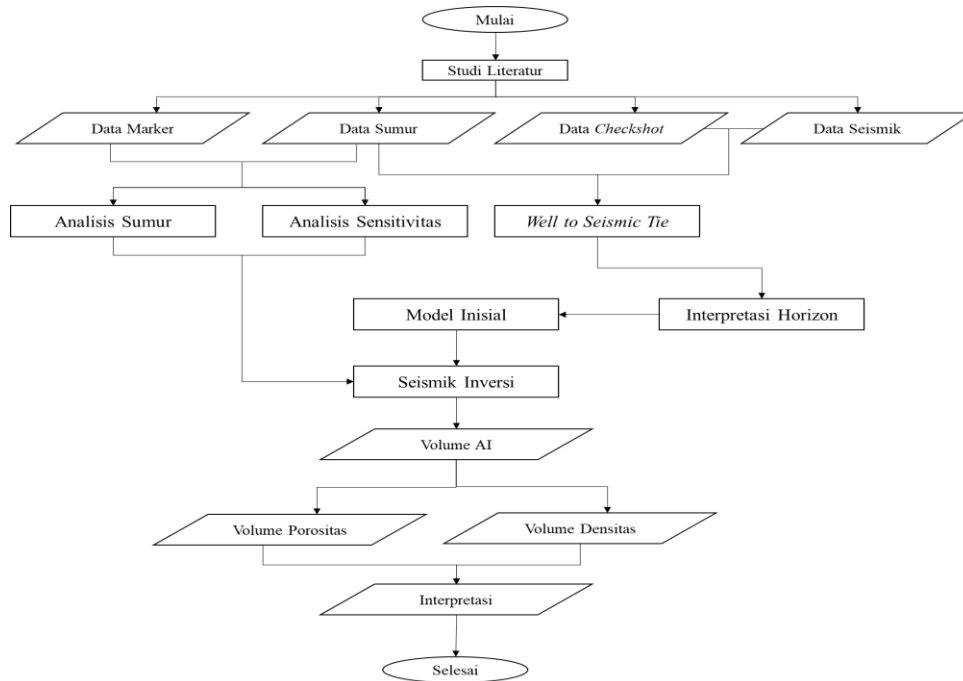 Mulai
Studi Literatur
Data Marker
Data Sumur
Data Checkshot
Data Seismik
Analisis Sumur
Analisis Sensitivitas
Well to Seismic Tie
Model Inisial
Interpretasi Horizon
Seismik Inversi
Volume AI
Volume Porositas
Volume Densitas
Interpretasi
Selesai